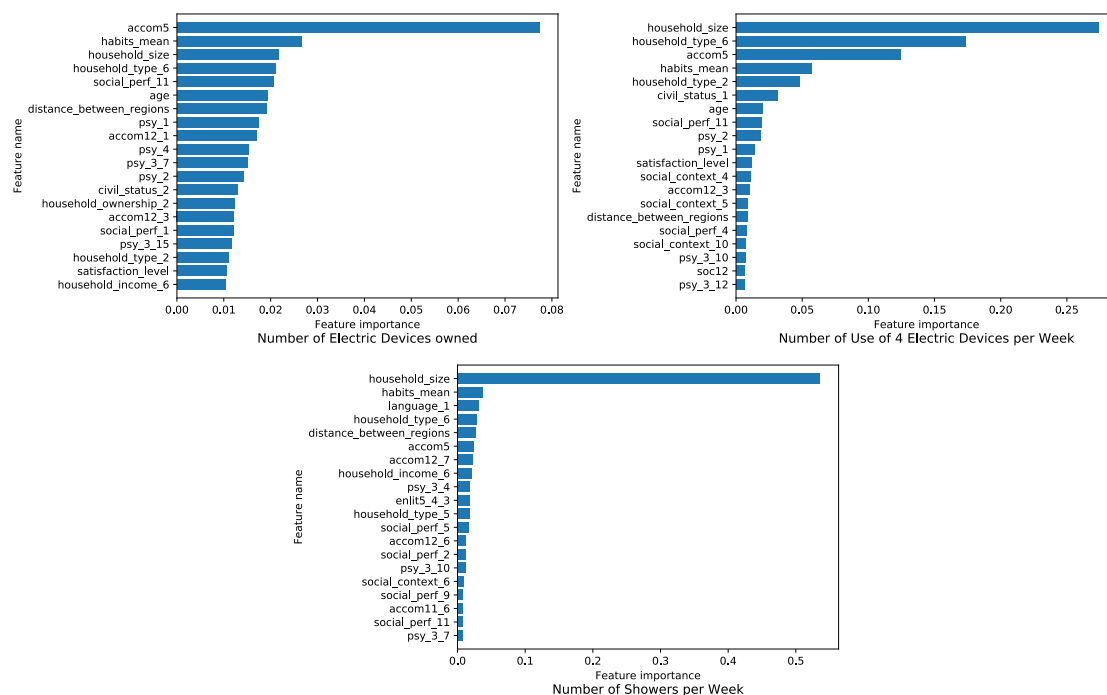 accom5
habits_mean
household_size
household_type_6
social_perf_11
age
distance_between_regions
psy_1
accom12_1
psy_4
psy_3_7
psy_2
civil_status_2
household_ownership_2
accom12_3
social_perf_1
psy_3_15
household_type_2
satisfaction_level
household_income_6
Feature name
0.00 0.01 0.02 0.03 0.04 0.05 0.06 0.07 0.08
Feature importance
Number of Electric Devices owned
household_size
household_type_6
accom5
habits_mean
household_type_2
civil_status_1
age
social_perf_11
psy_2
psy_1
satisfaction_level
social_context_4
accom12_3
social_context_5
distance_between_regions
social_perf_4
social_context_10
psy_3_10
soc12
psy_3_12
Feature name
0.00 0.05 0.10 0.15 0.20 0.25
Feature importance
Number of Use of 4 Electric Devices per Week
household_size
habits_mean
language_1
household_type_6
distance_between_regions
accom5
accom12_7
household_income_6
psy_3_4
enlit5_4_3
household_type_5
social_perf_5
accom12_6
social_perf_2
psy_3_10
social_context_6
social_perf_9
accom11_6
social_perf_11
psy_3_7
Feature name
0.0 0.1 0.2 0.3 0.4 0.5
Feature importance
Number of Showers per Week